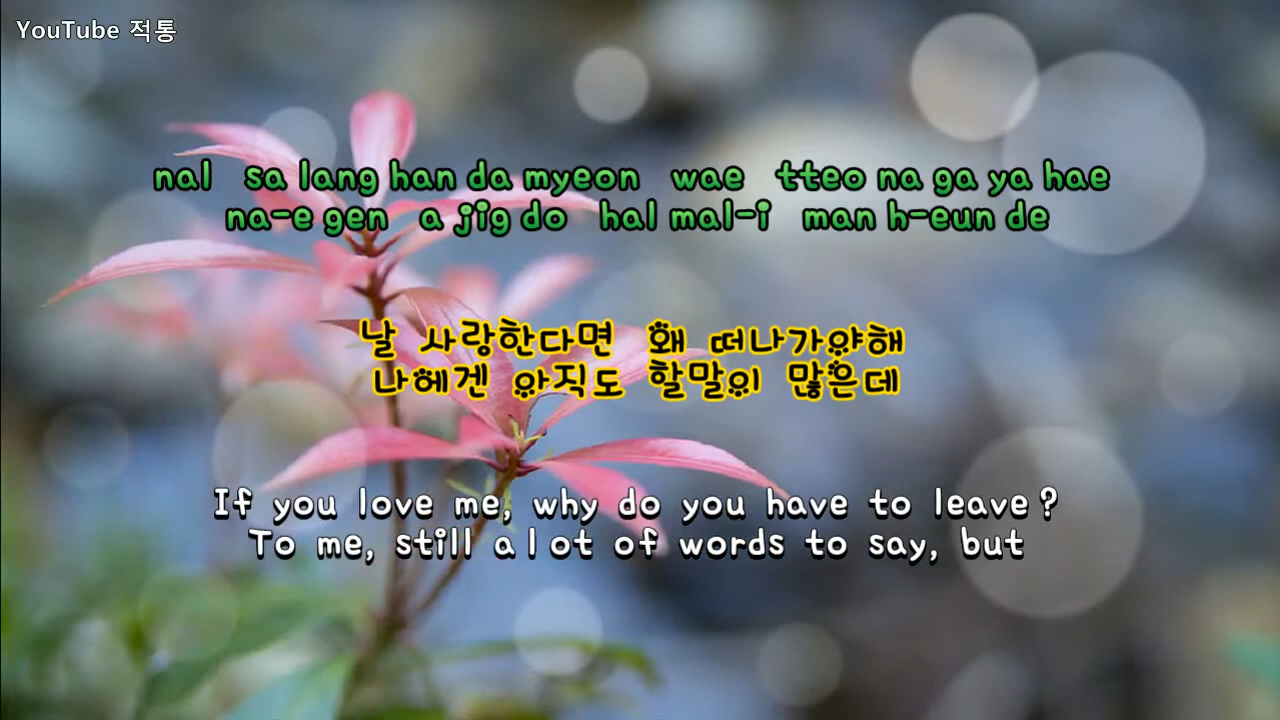 YouTube 적통
nal sa lang han da myeon wae tteo na ga ya hae
na-e gen a jig do hal mal-i man h-eun de
날 사랑한다면 왜 떠나가야해
나헤겐 아직도 할말이 많은데
If you love me, why do you have to leave?
To me, still alot of words to say, but